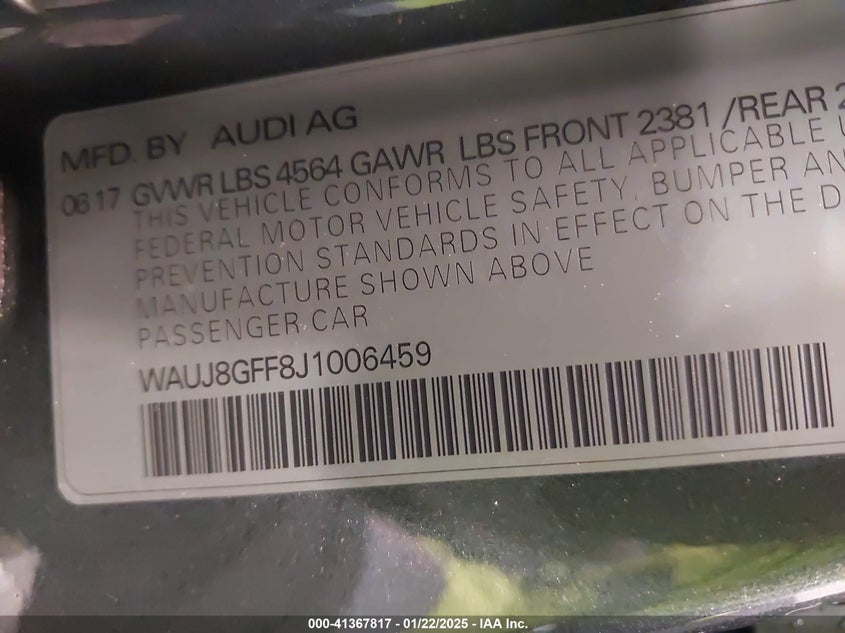 MFD. BY AUDI AG
0617 GVWR LBS 4564 GAWR LBS FRONT 2381 /REAR 2
THIS VEHICLE CONFORMS TO ALL APPLICABLE U
FEDERAL MOTOR VEHICLE SAFETY, BUMPER AN
PREVENTION STANDARDS IN EFFECT ON THE D
MANUFACTURE SHOWN ABOVE
PASSENGER CAR
WAUJ8GFF8J1006459
000-41367817 - 01/22/2025 - IAA Inc.